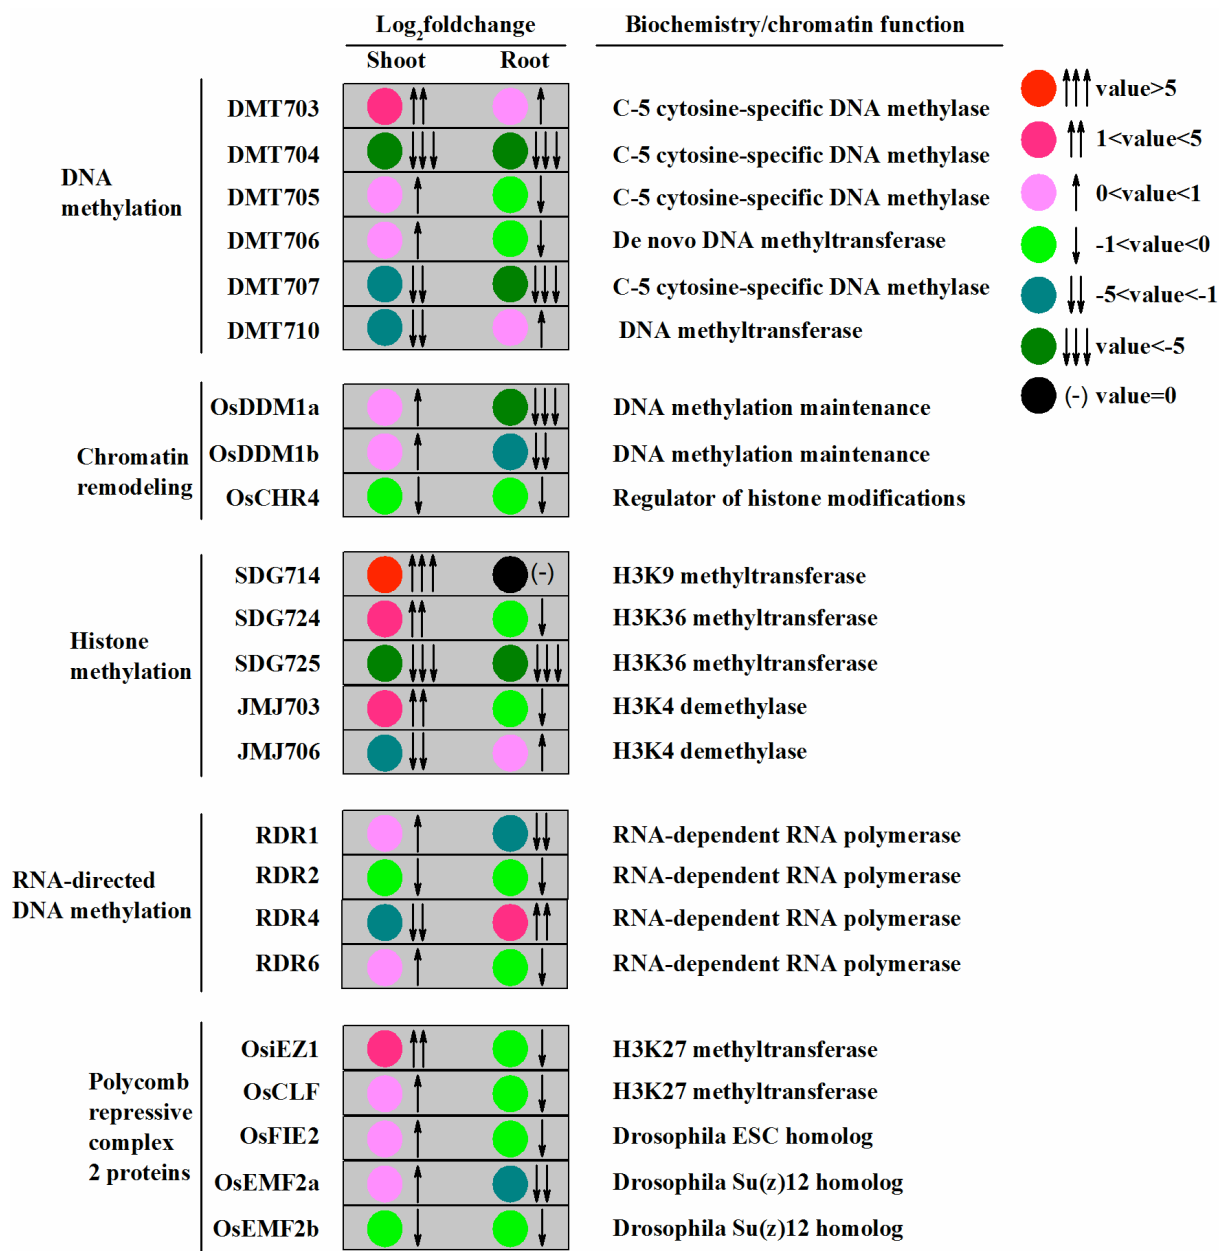 Log2foldchange Biochemistry/chromatin function
Shoot Root
value>5
1<value<5
0<value<1
-1<value<0
-5<value<-1
value<-5
(-) value=0
DNA
methylation
DMT703 C-5 cytosine-specific DNA methylase
DMT704 C-5 cytosine-specific DNA methylase
DMT705 C-5 cytosine-specific DNA methylase
DMT706 De novo DNA methyltransferase
DMT707 C-5 cytosine-specific DNA methylase
DMT710 DNA methyltransferase
Chromatin
remodeling
OsDDM1a DNA methylation maintenance
OsDDM1b DNA methylation maintenance
OsCHR4 Regulator of histone modifications
Histone
methylation
SDG714 (-) H3K9 methyltransferase
SDG724 H3K36 methyltransferase
SDG725 H3K36 methyltransferase
JMJ703 H3K4 demethylase
JMJ706 H3K4 demethylase
RNA-directed
DNA methylation
RDR1 RNA-dependent RNA polymerase
RDR2 RNA-dependent RNA polymerase
RDR4 RNA-dependent RNA polymerase
RDR6 RNA-dependent RNA polymerase
Polycomb
repressive
complex
2 proteins
OsiEZ1 H3K27 methyltransferase
OsCLF H3K27 methyltransferase
OsFIE2 Drosophila ESC homolog
OsEMF2a Drosophila Su(z)12 homolog
OsEMF2b Drosophila Su(z)12 homolog